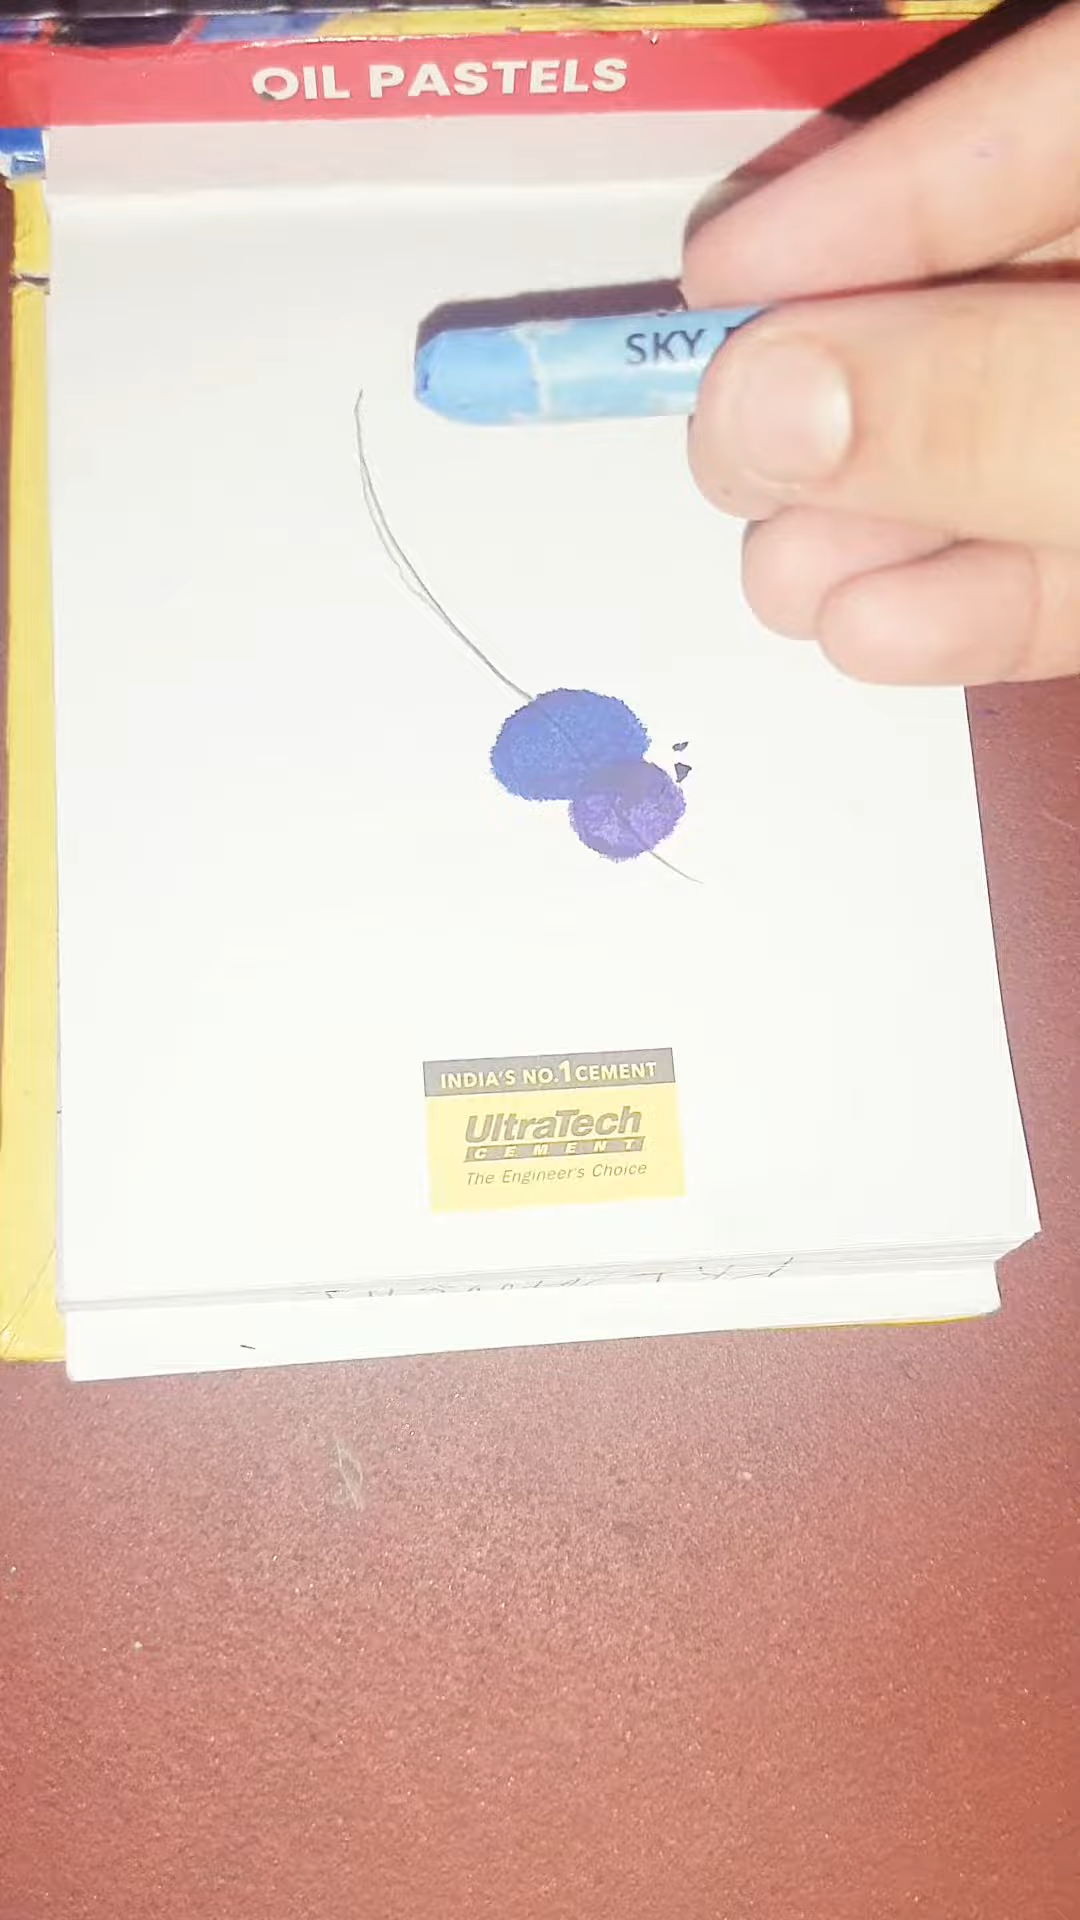 OIL PASTELS
SKY
INDIA'S NO.1 CEMENT
UltraTech
CEMENT
The Engineer's Choice